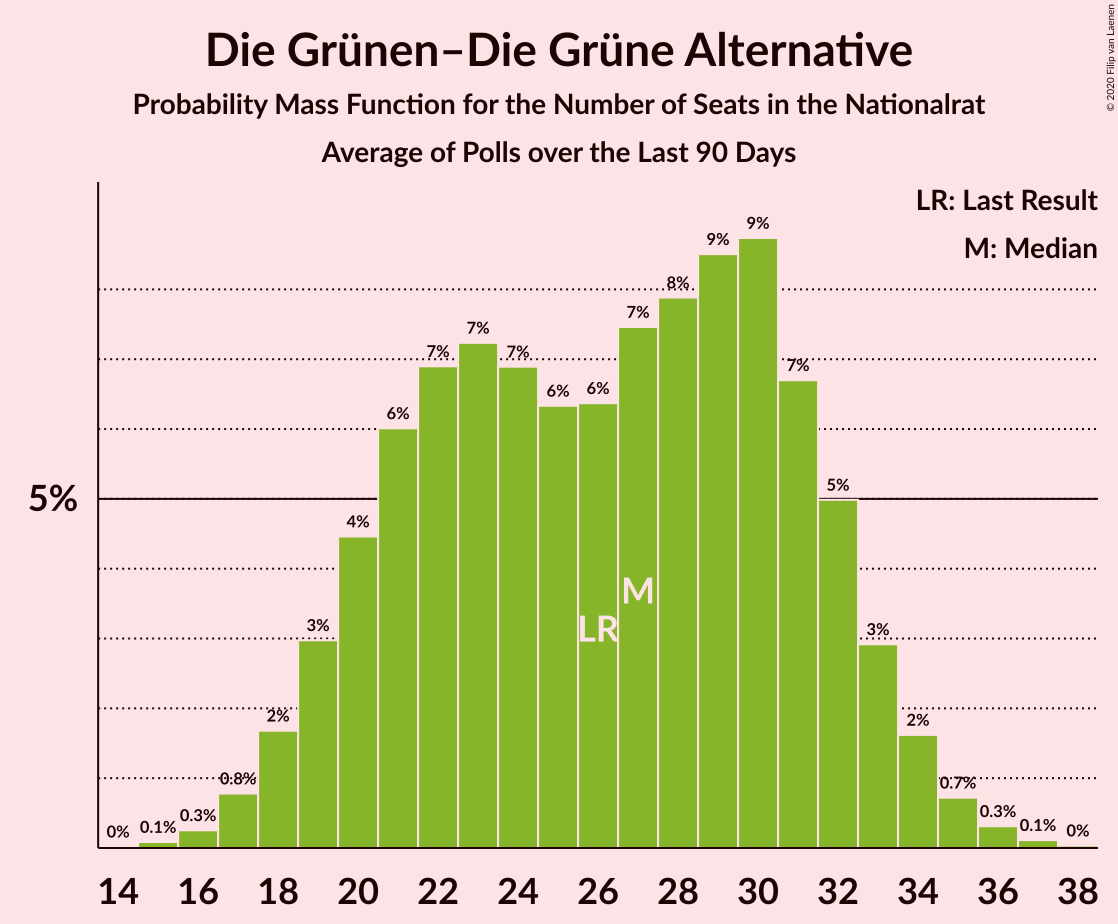 Die Grünen–Die Grüne Alternative
Probability Mass Function for the Number of Seats in the Nationalrat
Average of Polls over the Last 90 Days
© 2020 Filip van Laenen
LR: Last Result
M: Median
5%
0% 0.1% 0.3% 0.8% 2% 3% 4% 6% 7% 7% 7% 6% 6% 7% 8% 9% 9% 7% 5% 3% 2% 0.7% 0.3% 0.1% 0%
M
LR
14 16 18 20 22 24 26 28 30 32 34 36 38